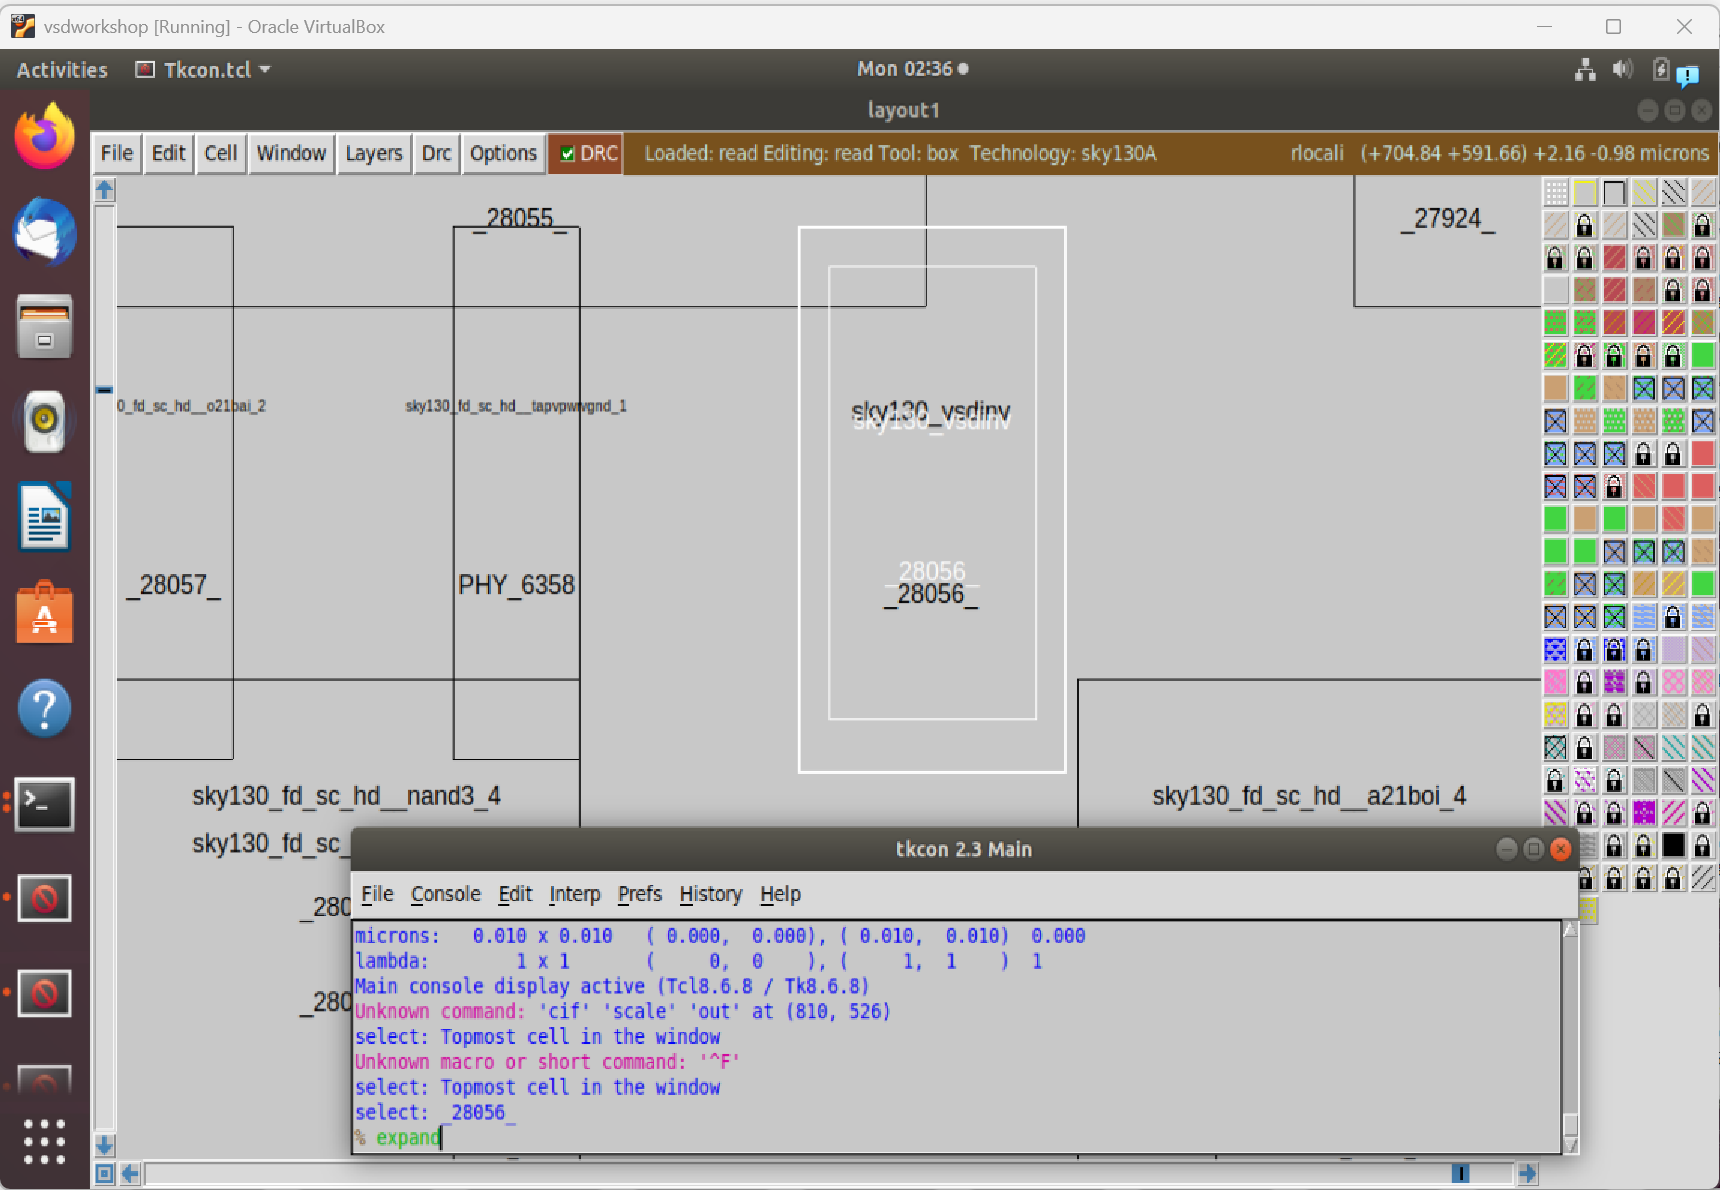 vsdworkshop [Running] - Oracle VirtualBox
Activities Tkcon.tcl Mon 02:36
layout1
File Edit Cell Window Layers Drc Options DRC Loaded: read Editing: read Tool: box Technology: sky130A rlocali (+704.84 +591.66) +2.16 -0.98 microns
_28055_
_27924_
0_fd_sc_hd__o21bai_2 sky130_fd_sc_hd__tapvpwrvgnd_1
sky130_vsdinv
sky130_vsdinv
_28056_
_28057_ PHY_6358 _28056_
sky130_fd_sc_hd__nand3_4 sky130_fd_sc_hd__a21boi_4
sky130_fd_sc_
_280
_280
tkcon 2.3 Main
File Console Edit Interp Prefs History Help
microns: 0.010 x 0.010 ( 0.000, 0.000), ( 0.010, 0.010) 0.000
lambda: 1 x 1 ( 0, 0 ), ( 1, 1 ) 1
Main console display active (Tcl8.6.8 / Tk8.6.8)
Unknown command: 'cif' 'scale' 'out' at (810, 526)
select: Topmost cell in the window
Unknown macro or short command: '^F'
select: Topmost cell in the window
select: _28056_
% expand